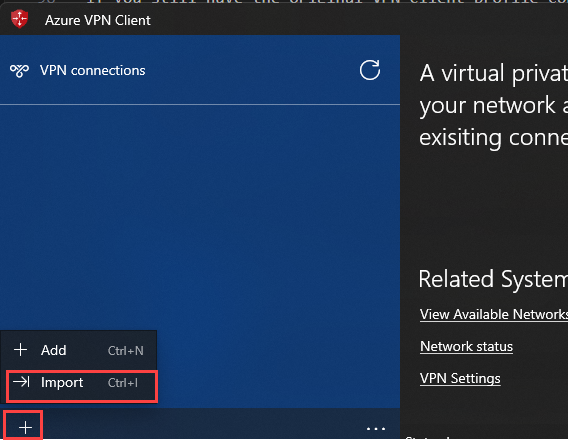 Azure VPN Client
VPN connections
A virtual privat
your network a
exisiting conne
Related System
View Available Networks
Network status
VPN Settings
Add Ctrl+N
Import Ctrl+I